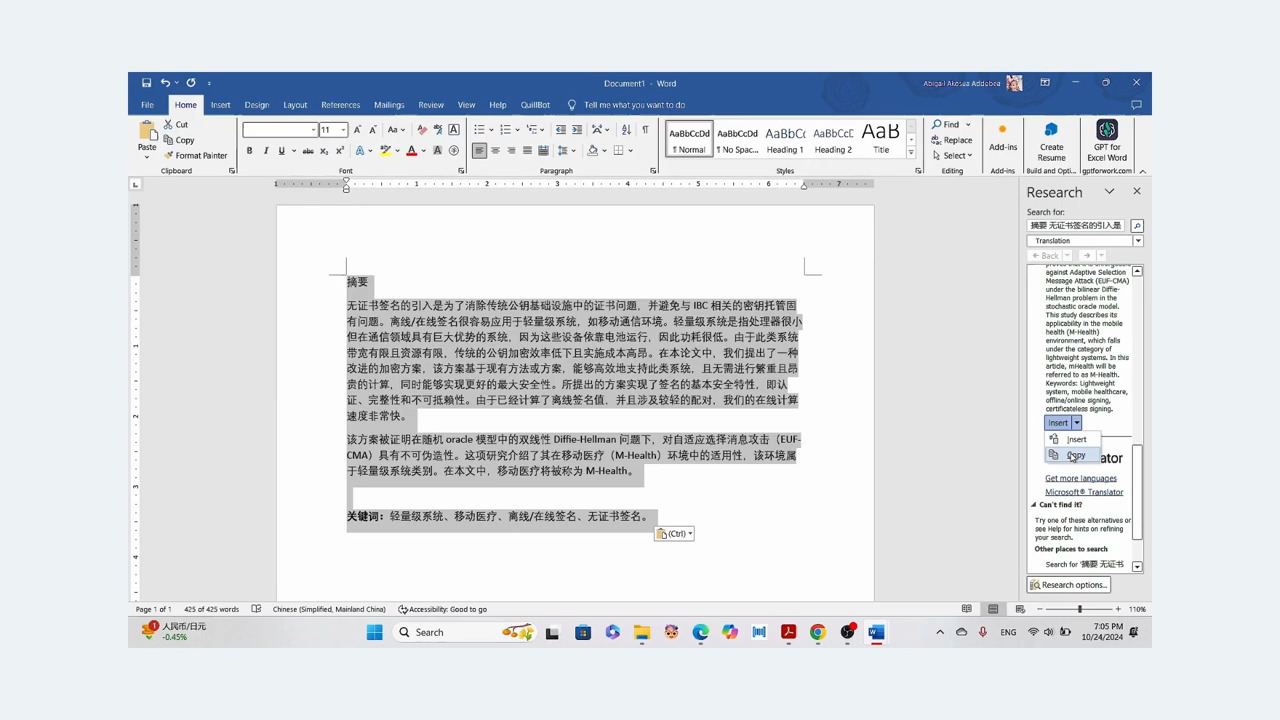 Document1 - Word
Abigail Akosea Addobea
File Home Insert Design Layout References Mailings Review View Help QuillBot Tell me what you want to do
Paste
Cut
Copy
Format Painter
Clipboard
11
Font
Paragraph
AaBbCcDd AaBbCcDd AaBbCc AaBbCcD AaB
¶ Normal ¶ No Spac... Heading 1 Heading 2 Title
Styles
Find
Replace
Select
Editing
Add-ins
Add-ins
Create Resume
Build and Opti...
GPT for Excel Word
gptforwork.com
摘要
无证书签名的引入是为了消除传统公钥基础设施中的证书问题，并避免与 IBC 相关的密钥托管固
有问题。离线/在线签名很容易应用于轻量级系统，如移动通信环境。轻量级系统是指处理器很小
但在通信领域具有巨大优势的系统，因为这些设备依靠电池运行，因此功耗很低。由于此类系统
带宽有限且资源有限，传统的公钥加密效率低下且实施成本高昂。在本论文中，我们提出了一种
改进的加密方案，该方案基于现有方法或方案，能够高效地支持此类系统，且无需进行繁重且昂
贵的计算，同时能够实现更好的最大安全性。所提出的方案实现了签名的基本安全特性，即认
证、完整性和不可抵赖性。由于已经计算了离线签名值，并且涉及较轻的配对，我们的在线计算
速度非常快。
该方案被证明在随机 oracle 模型中的双线性 Diffie-Hellman 问题下，对自适应选择消息攻击（EUF-
CMA）具有不可伪造性。这项研究介绍了其在移动医疗（M-Health）环境中的适用性，该环境属
于轻量级系统类别。在本文中，移动医疗将被称为 M-Health。
关键词：轻量级系统、移动医疗、离线/在线签名、无证书签名。
(Ctrl)
Research
Search for:
摘要 无证书签名的引入是
Translation
Back
against Adaptive Selection
Message Attack (EUF-CMA)
under the bilinear Diffie-
Hellman problem in the
stochastic oracle model.
This study describes its
applicability in the mobile
health (M-Health)
environment, which falls
under the category of
lightweight systems. In this
article, mHealth will be
referred to as M-Health.
Keywords: Lightweight
system, mobile healthcare,
offline/online signing,
certificateless signing.
Insert
Insert
Copy
ator
Get more languages
Microsoft® Translator
Can't find it?
Try one of these alternatives or
see Help for hints on refining
your search.
Other places to search
Search for '摘要 无证书
Research options...
Page 1 of 1 425 of 425 words Chinese (Simplified, Mainland China) Accessibility: Good to go 110%
人民币/日元
-0.45%
Search
ENG
7:05 PM
10/24/2024